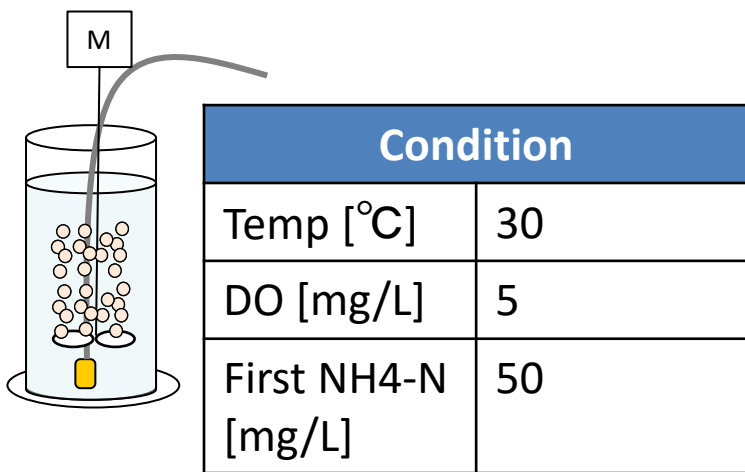 M
Condition
Temp [℃] 30
DO [mg/L] 5
First NH4-N 50
[mg/L]